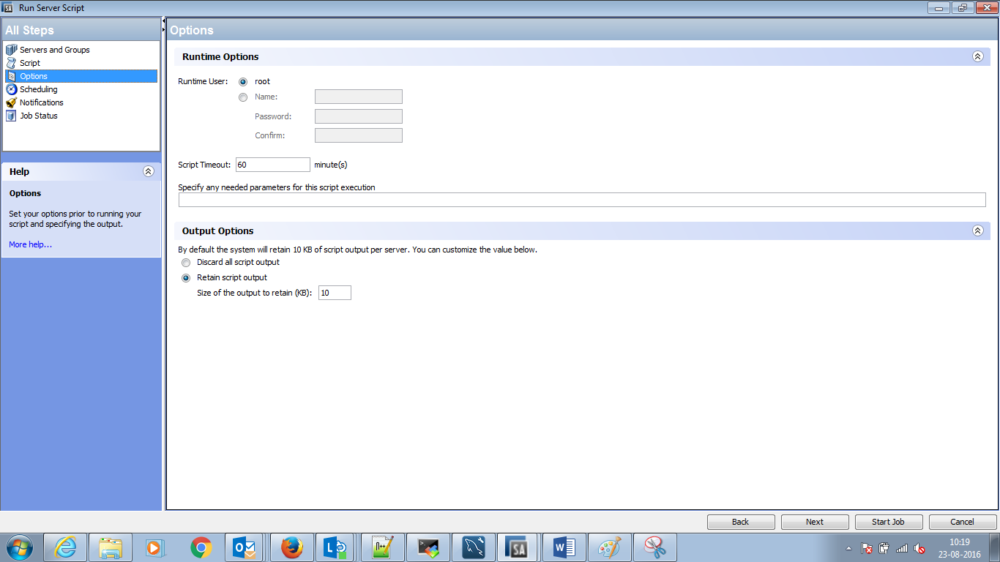 SA Run Server Script
All Steps
Servers and Groups
Script
Options
Scheduling
Notifications
Job Status
Help
Options
Set your options prior to running your
script and specifying the output.
More help...
Options
Runtime Options
Runtime User: root
Name:
Password:
Confirm:
Script Timeout: 60 minute(s)
Specify any needed parameters for this script execution
Output Options
By default the system will retain 10 KB of script output per server. You can customize the value below.
Discard all script output
Retain script output
Size of the output to retain (KB): 10
Back Next Start Job Cancel
SA
10:19
23-08-2016